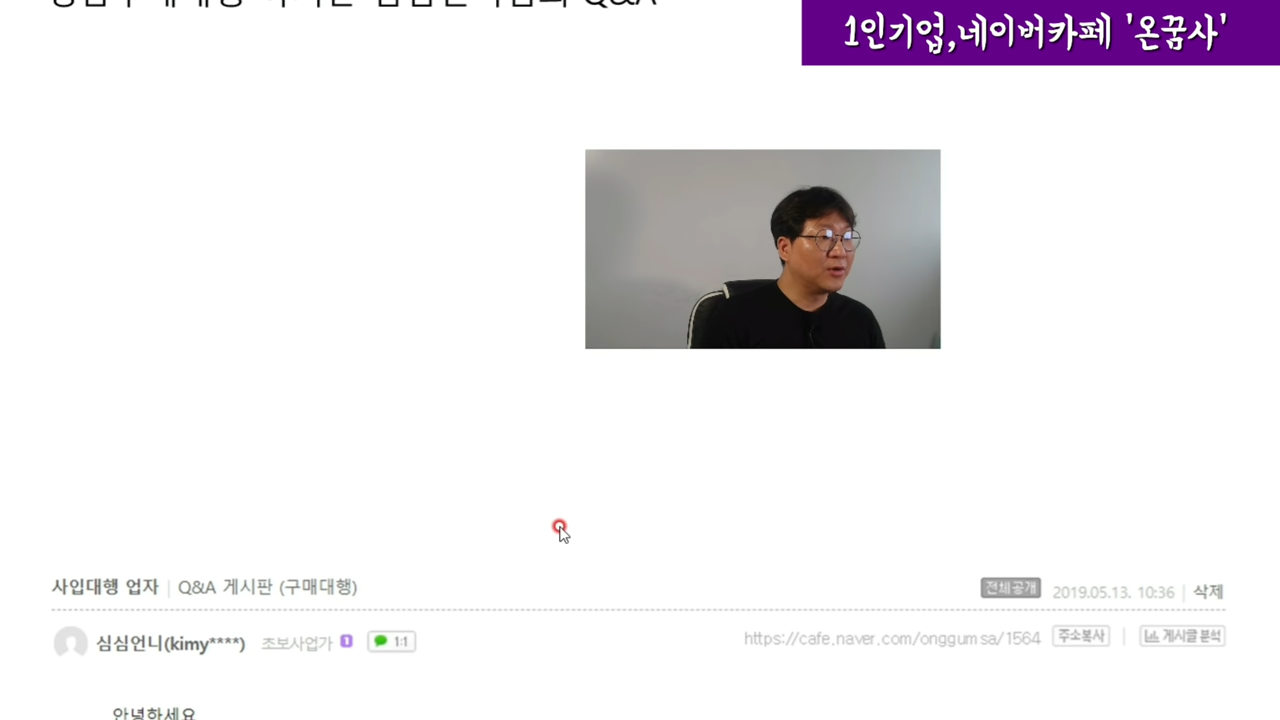 Q&A
1인기업,네이버카페 '온꿈사'
사입대행 업자 | Q&A 게시판 (구매대행)
전체공개 2019.05.13. 10:36 | 삭제
심심언니(kimy****) 초보사업가 1 1:1
https://cafe.naver.com/onggumsa/1564 주소복사 | 게시글 분석
안녕하세요